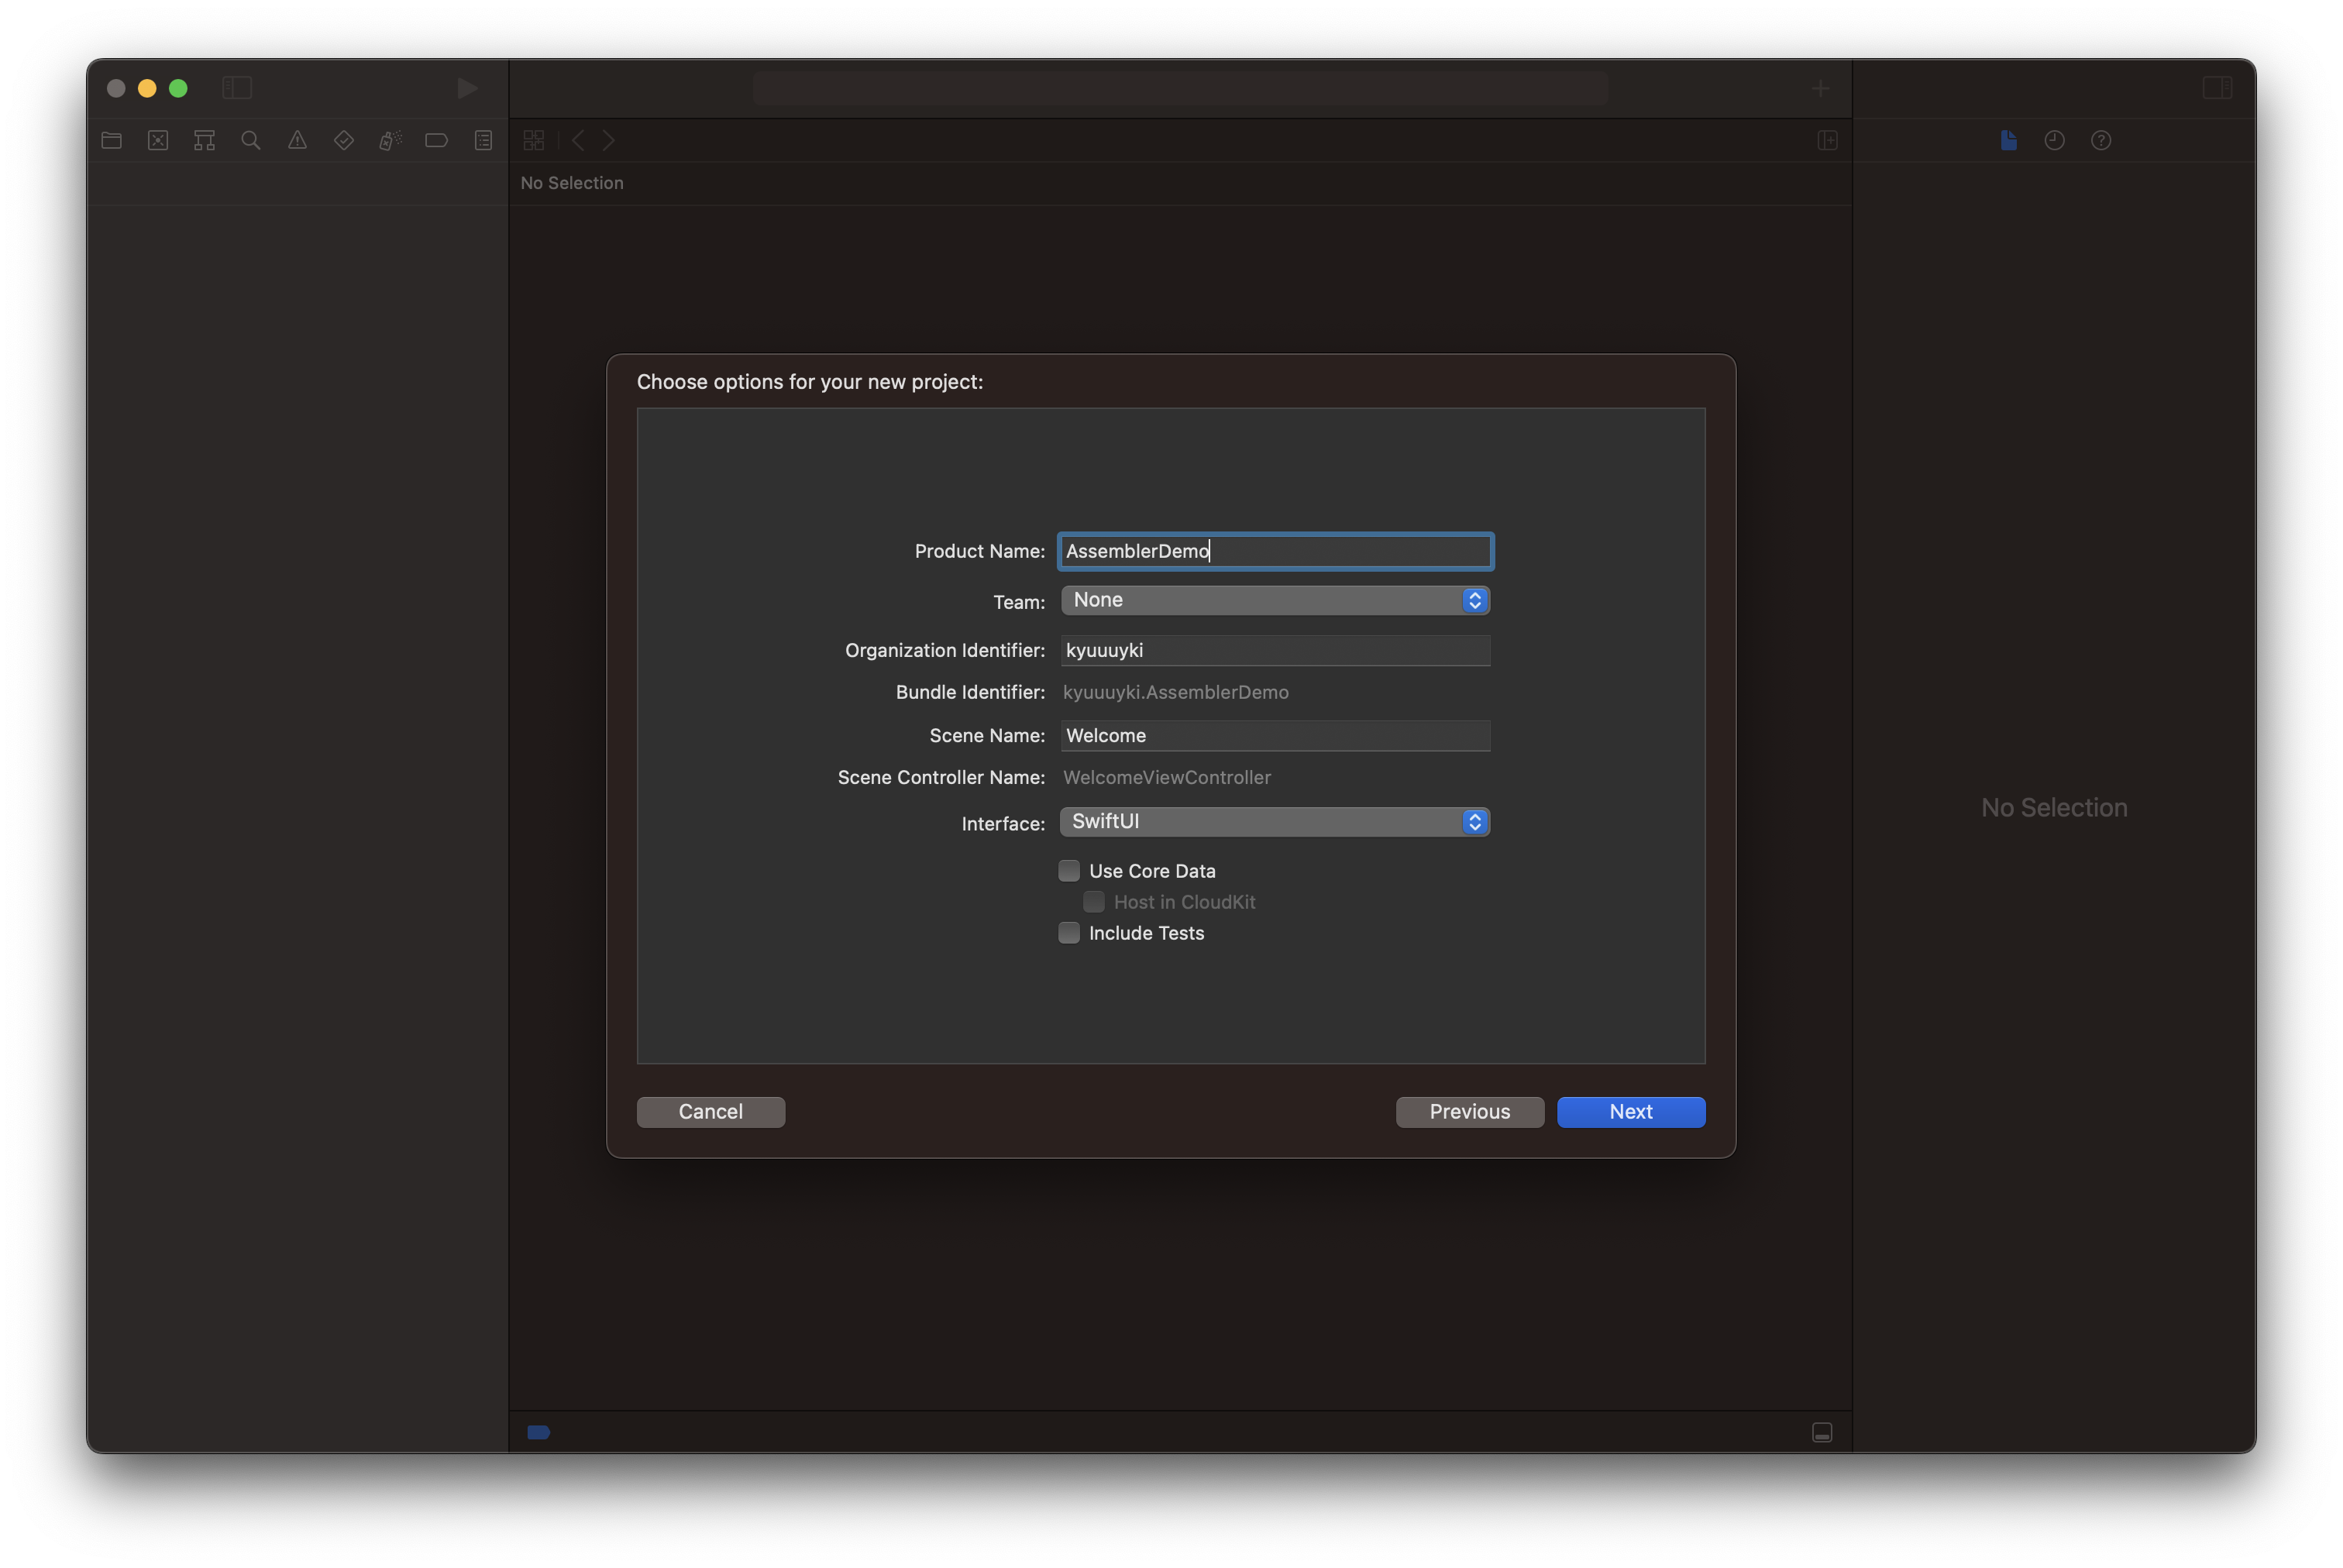 No Selection
Choose options for your new project:
Product Name: AssemblerDemo
Team: None
Organization Identifier: kyuuuyki
Bundle Identifier: kyuuuyki.AssemblerDemo
Scene Name: Welcome
Scene Controller Name: WelcomeViewController
Interface: SwiftUI
Use Core Data
Host in CloudKit
Include Tests
Cancel Previous Next
No Selection